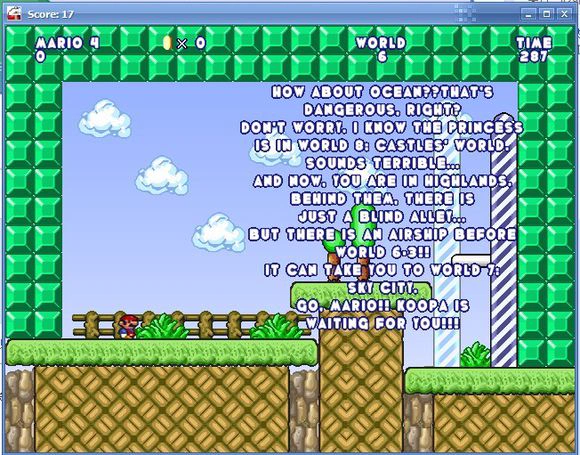 Score: 17
MARIO 4 × 0 WORLD TIME
0 6 287
HOW ABOUT OCEAN??THAT'S
DANGEROUS, RIGHT?
DON'T WORRY. I KNOW THE PRINCESS
IS IN WORLD 8: CASTLES' WORLD.
SOUNDS TERRIBLE...
AND NOW, YOU ARE IN HIGHLANDS.
BEHIND THEM, THERE IS
JUST A BLIND ALLEY...
BUT THERE IS AN AIRSHIP BEFORE
WORLD 6-3!!
IT CAN TAKE YOU TO WORLD 7:
SKY CITY.
GO, MARIO!! KOOPA IS
WAITING FOR YOU!!!